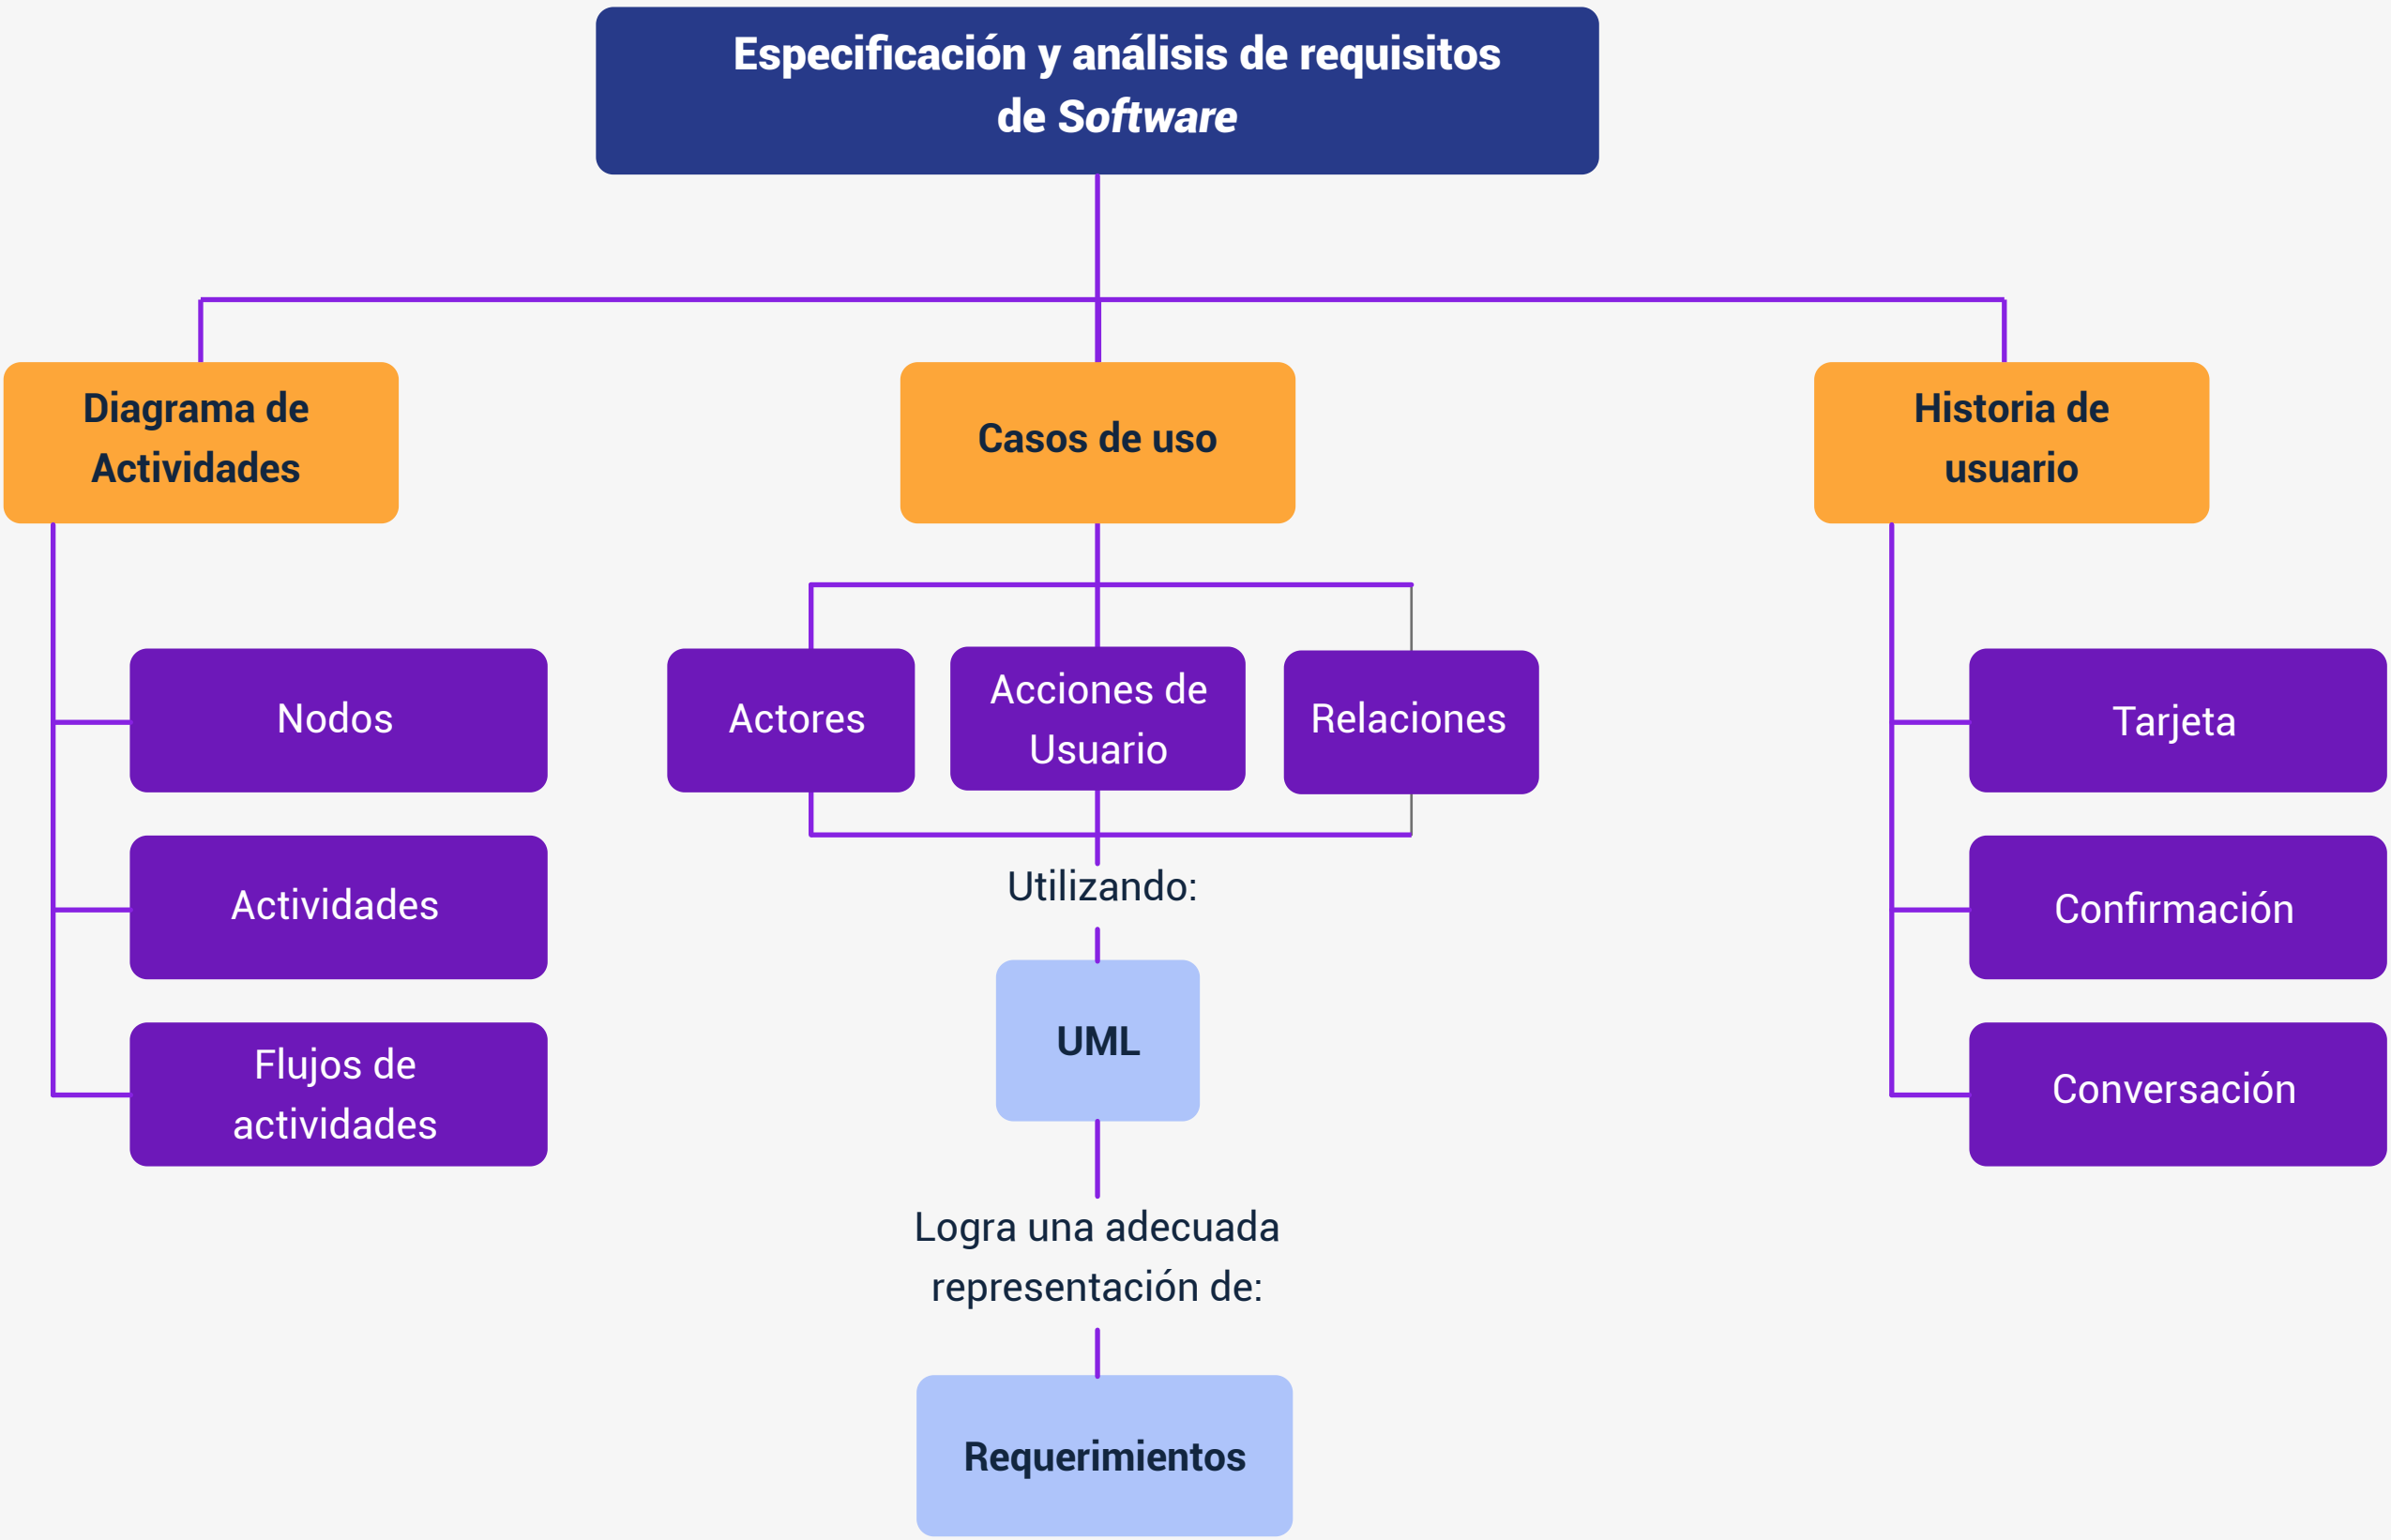 Especificación y análisis de requisitos
de Software
Diagrama de
Actividades
Casos de uso
Historia de
usuario
Nodos
Actividades
Flujos de
actividades
Actores
Acciones de
Usuario
Relaciones
Utilizando:
UML
Logra una adecuada
representación de:
Requerimientos
Tarjeta
Confirmación
Conversación